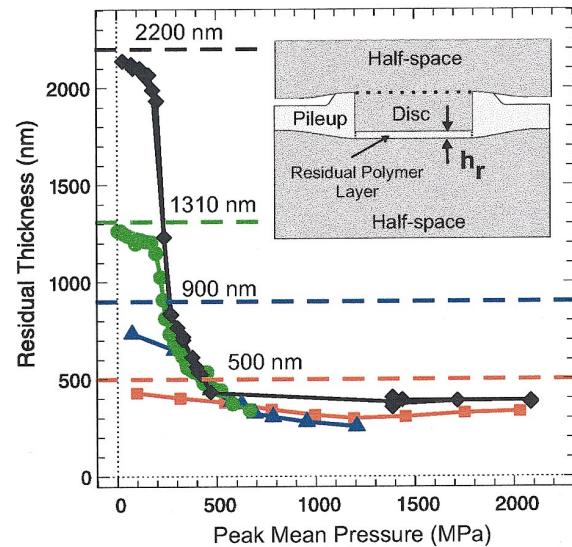 2200 nm
2000
1500
1310 nm
1000
900 nm
500 nm
500
0
Residual Thickness (nm)
0 500 1000 1500 2000
Peak Mean Pressure (MPa)
Half-space
Pileup
Disc
Residual Polymer
Layer
hr
Half-space